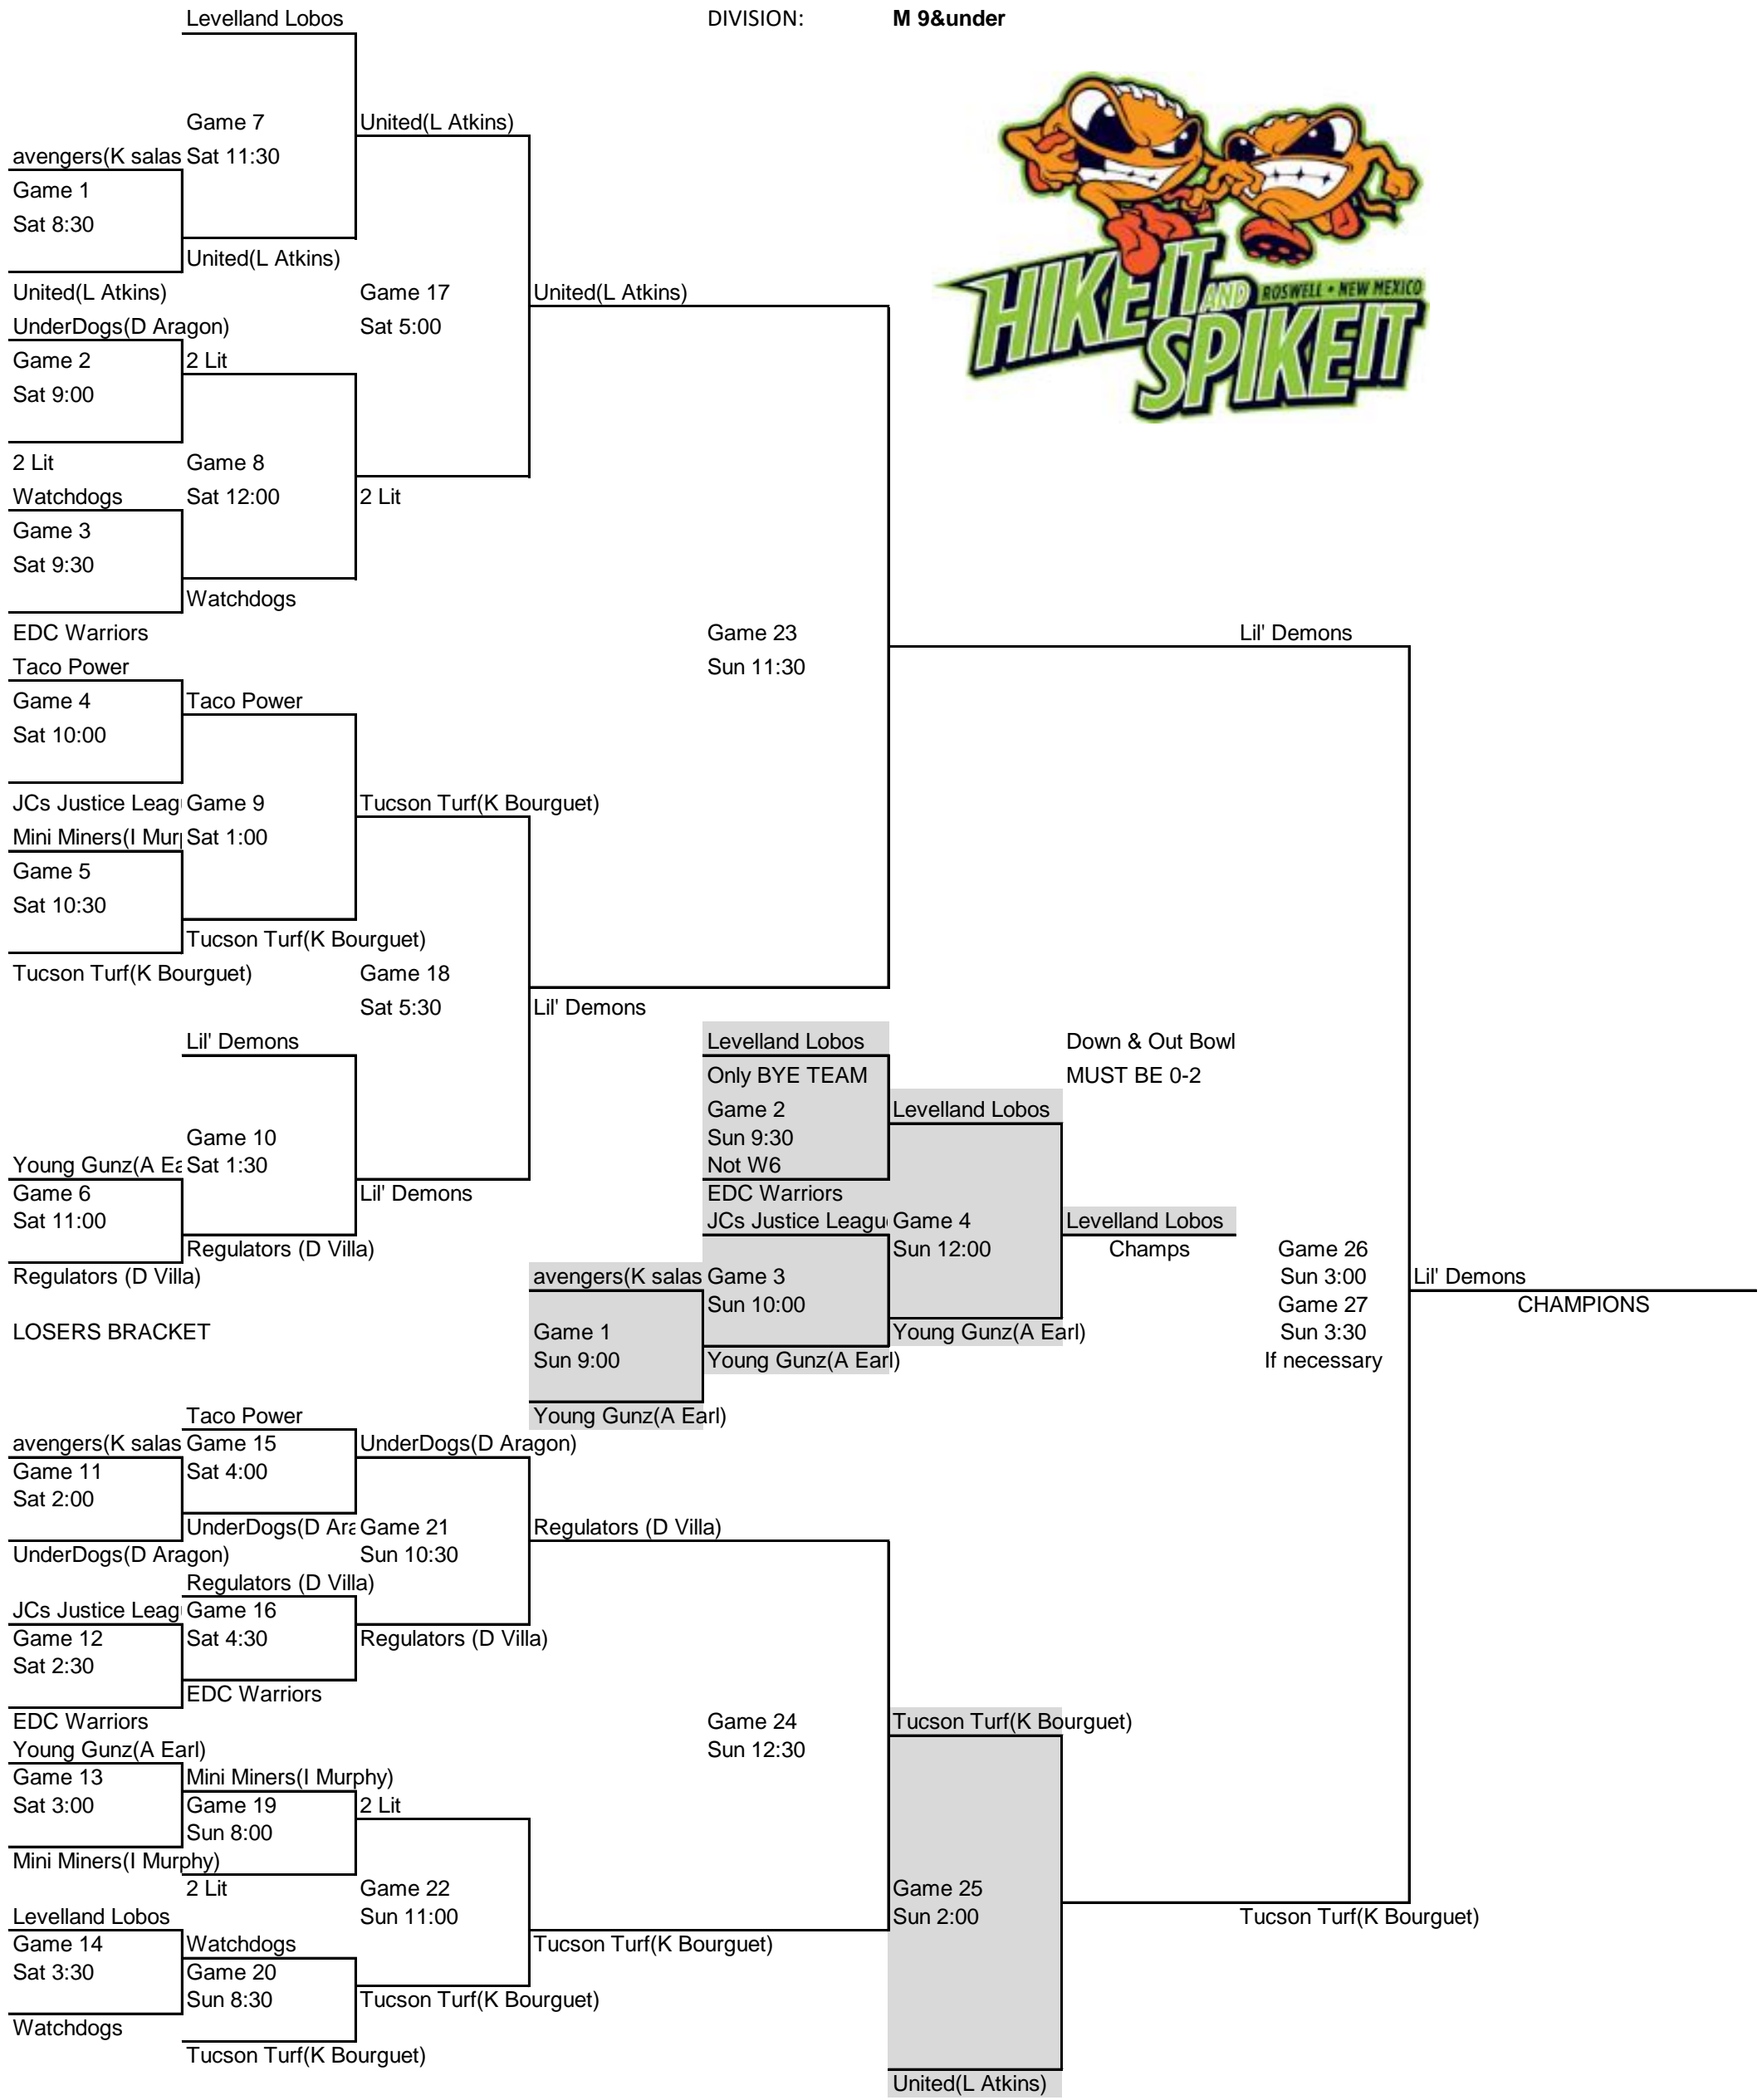 Levelland Lobos
DIVISION: M 9&under
Game 7
United(L Atkins)
avengers(K salas
Sat 11:30
Game 1
Sat 8:30
United(L Atkins)
United(L Atkins)
Game 17
United(L Atkins)
UnderDogs(D Aragon)
Sat 5:00
Game 2
2 Lit
Sat 9:00
HIKE IT AND SPIKE IT
ROSWELL • NEW MEXICO
2 Lit
Game 8
Watchdogs
Sat 12:00
2 Lit
Game 3
Sat 9:30
Watchdogs
EDC Warriors
Game 23
Lil' Demons
Taco Power
Sun 11:30
Game 4
Taco Power
Sat 10:00
JCs Justice Leag
Game 9
Tucson Turf(K Bourguet)
Mini Miners(I Mur
Sat 1:00
Game 5
Sat 10:30
Tucson Turf(K Bourguet)
Tucson Turf(K Bourguet)
Game 18
Sat 5:30
Lil' Demons
Lil' Demons
Levelland Lobos
Down & Out Bowl
Only BYE TEAM
MUST BE 0-2
Game 2
Levelland Lobos
Game 10
Sun 9:30
Young Gunz(A Ea
Sat 1:30
Not W6
Game 6
Lil' Demons
EDC Warriors
Sat 11:00
JCs Justice Leagu
Game 4
Levelland Lobos
Regulators (D Villa)
Sun 12:00
Champs
Game 26
Regulators (D Villa)
avengers(K salas
Game 3
Sun 3:00
Lil' Demons
Sun 10:00
Game 27
CHAMPIONS
LOSERS BRACKET
Game 1
Young Gunz(A Earl)
Sun 3:30
Sun 9:00
Young Gunz(A Earl)
If necessary
Taco Power
Young Gunz(A Earl)
avengers(K salas
Game 15
UnderDogs(D Aragon)
Game 11
Sat 4:00
Sat 2:00
UnderDogs(D Ara
Game 21
Regulators (D Villa)
UnderDogs(D Aragon)
Sun 10:30
Regulators (D Villa)
JCs Justice Leag
Game 16
Game 12
Sat 4:30
Regulators (D Villa)
Sat 2:30
EDC Warriors
EDC Warriors
Game 24
Tucson Turf(K Bourguet)
Young Gunz(A Earl)
Sun 12:30
Game 13
Mini Miners(I Murphy)
Sat 3:00
Game 19
2 Lit
Sun 8:00
Mini Miners(I Murphy)
2 Lit
Game 22
Game 25
Levelland Lobos
Sun 11:00
Sun 2:00
Tucson Turf(K Bourguet)
Game 14
Watchdogs
Tucson Turf(K Bourguet)
Sat 3:30
Game 20
Sun 8:30
Tucson Turf(K Bourguet)
Watchdogs
Tucson Turf(K Bourguet)
United(L Atkins)